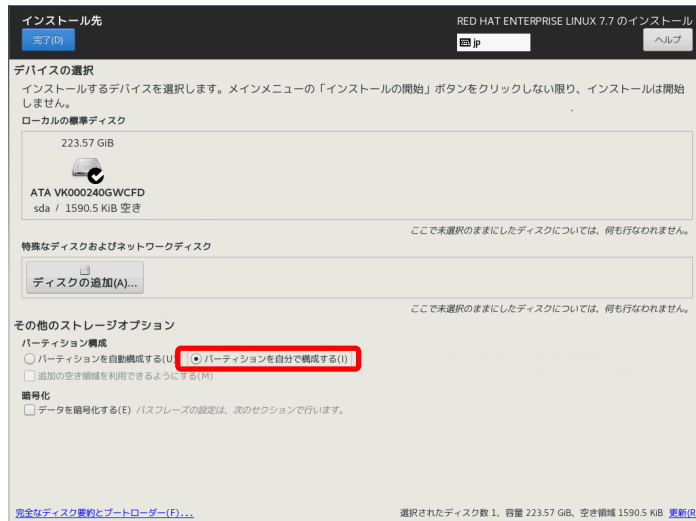 インストール先
RED HAT ENTERPRISE LINUX 7.7 のインストール
完了(D)
jp
ヘルプ
デバイスの選択
インストールするデバイスを選択します。メインメニューの「インストールの開始」ボタンをクリックしない限り、インストールは開始
しません。
ローカルの標準ディスク
223.57 GiB
ATA VK000240GWCFD
sda / 1590.5 KiB 空き
ここで未選択のままにしたディスクについては、何も行なわれません。
特殊なディスクおよびネットワークディスク
ディスクの追加(A)...
ここで未選択のままにしたディスクについては、何も行なわれません。
その他のストレージオプション
パーティション構成
パーティションを自動構成する(U) パーティションを自分で構成する(I)
追加の空き領域を利用できるようにする(M)
暗号化
データを暗号化する(E) パスフレーズの設定は、次のセクションで行います。
完全なディスク要約とブートローダー(F)...
選択されたディスク数 1、容量 223.57 GiB、空き領域 1590.5 KiB 更新(R